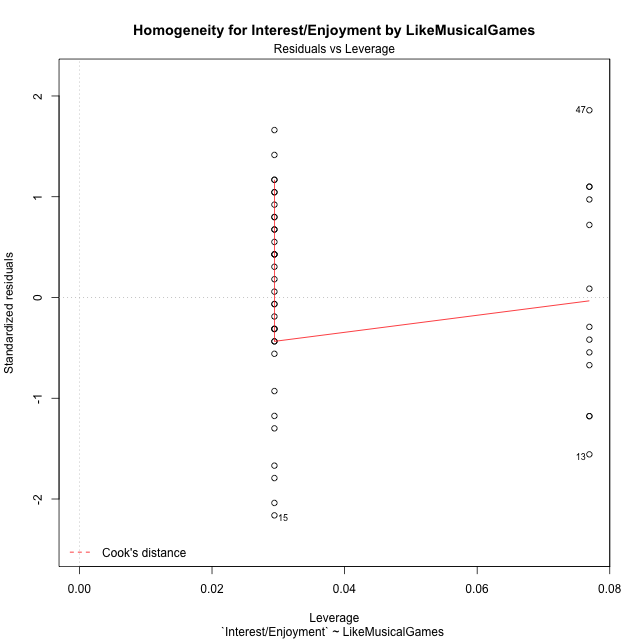 Homogeneity for Interest/Enjoyment by LikeMusicalGames
Residuals vs Leverage
Standardized residuals
2
1
0
-1
-2
47
13
15
Cook's distance
0.00 0.02 0.04 0.06 0.08
Leverage
`Interest/Enjoyment` ~ LikeMusicalGames